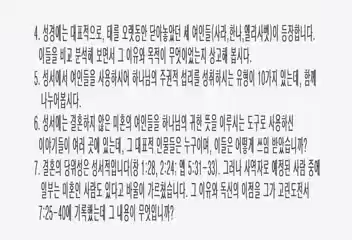 4. 성경에는 대표적으로, 태를 오랫동안 닫아놓았던 세 여인들(사라,한나,엘리사벳)이 등장합니다.
이들을 비교 분석해 보면서 그 이유와 목적이 무엇이었는지 상고해 봅시다.
5. 성서에서 여인들을 사용하시어 하나님의 주권적 섭리를 성취하시는 유형이 10가지 있는데, 함께
나누어봅시다.
6. 성경에는 결혼하지 않은 미혼의 여인들을 하나님의 귀한 뜻을 이루시는 도구로 사용하신
이야기들이 여러 곳에 있는데, 그 대표적인 인물들은 누구이며, 이들은 어떻게 쓰임 받았습니까?
7. 결혼의 당위성은 성서적입니다(창 1:28, 2:24; 엡 5:31-33). 그러나 사역자로 예정된 사람 중에
일부는 미혼인 사람도 있다고 바울이 가르쳤습니다. 그 이유와 독신의 이점을 그가 고린도전서
7:25-40에 기록했는데 그 내용이 무엇입니까?